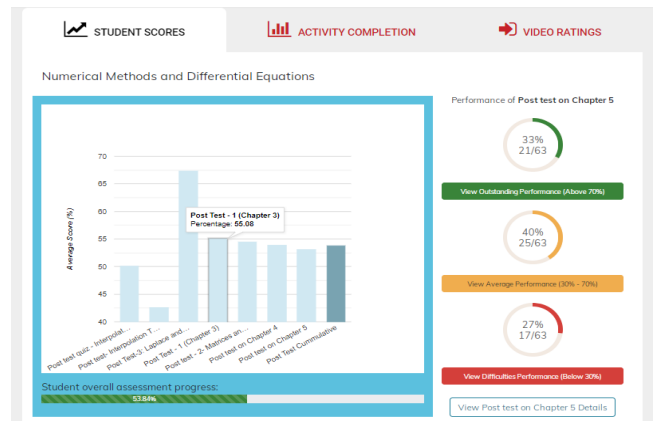 STUDENT SCORES
ACTIVITY COMPLETION
VIDEO RATINGS
Numerical Methods and Differential Equations
Average Score (%)
70
65
60
55
50
45
40
Post Test - 1 (Chapter 3)
Percentage: 55.08
Post test quiz - Interpolat...
Post test- Interpolation T...
Post Test-3: Laplace and...
Post Test - 1 (Chapter 3)
Post test - 2- Matrices an...
Post test on Chapter 4
Post test on Chapter 5
Post Test Cummulative
Student overall assessment progress:
53.84%
Performance of Post test on Chapter 5
33%
21/63
View Outstanding Performance (Above 70%)
40%
25/63
View Average Performance (30% - 70%)
27%
17/63
View Difficulties Performance (Below 30%)
View Post test on Chapter 5 Details